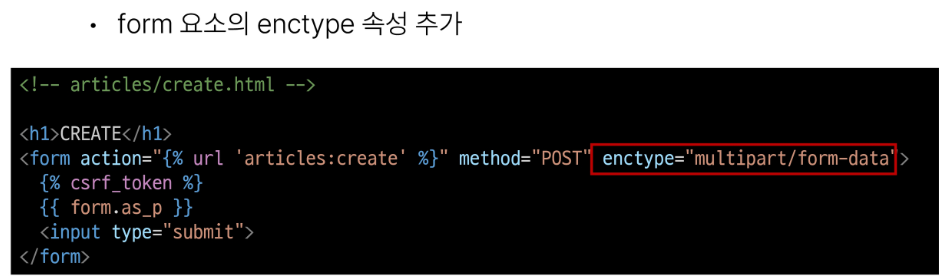 • form 요소의 enctype 속성 추가
<!-- articles/create.html -->
<h1>CREATE</h1>
<form action="{% url 'articles:create' %}" method="POST" enctype="multipart/form-data">
{% csrf_token %}
{{ form.as_p }}
<input type="submit">
</form>